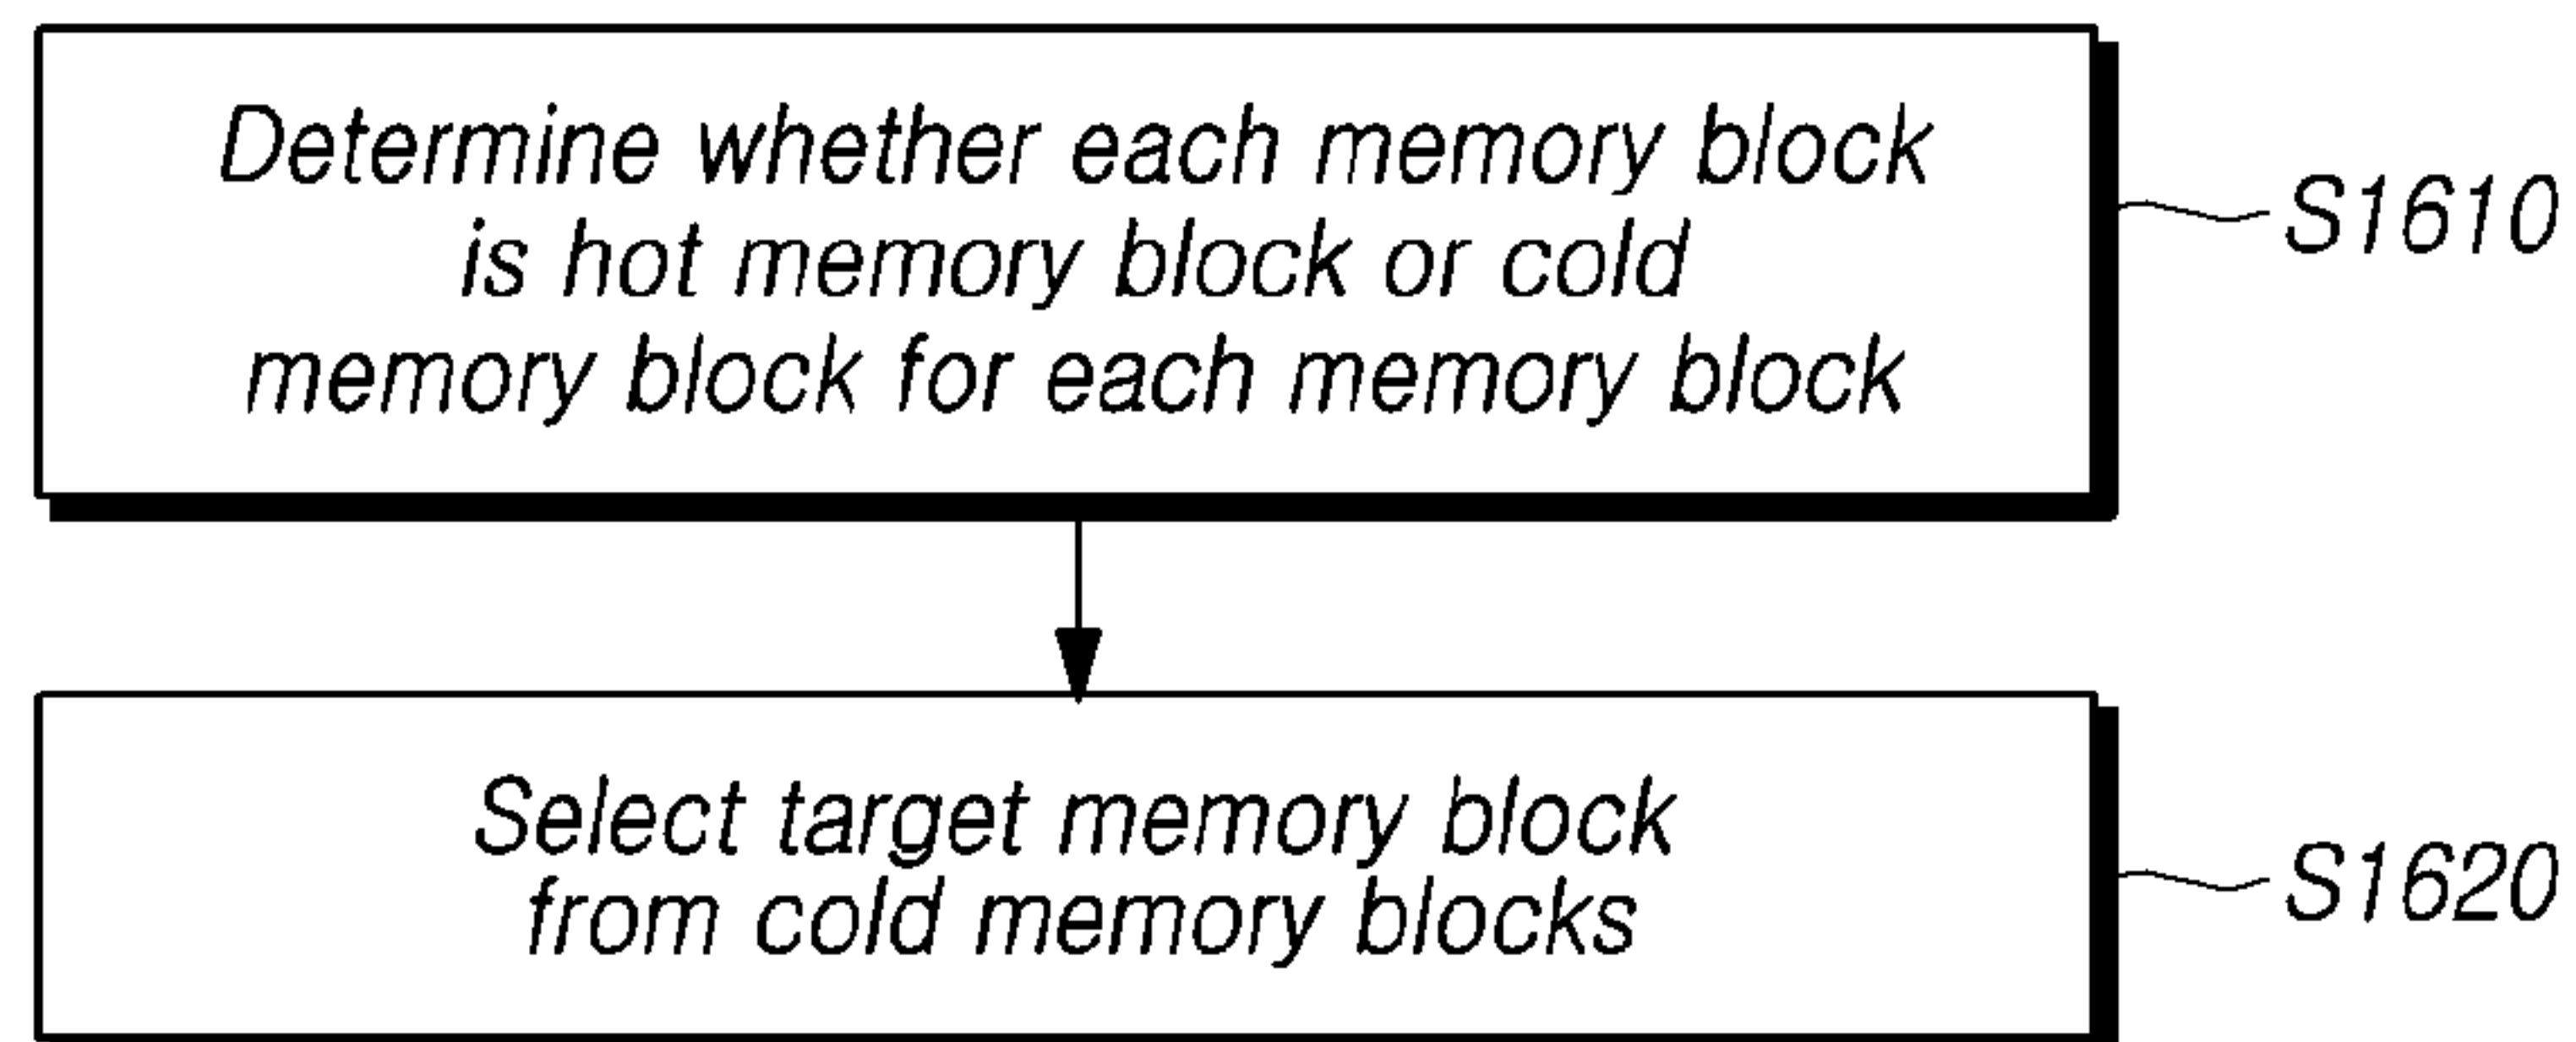 Determine whether each memory block
is hot memory block or cold
memory block for each memory block
S1610
Select target memory block
from cold memory blocks
S1620